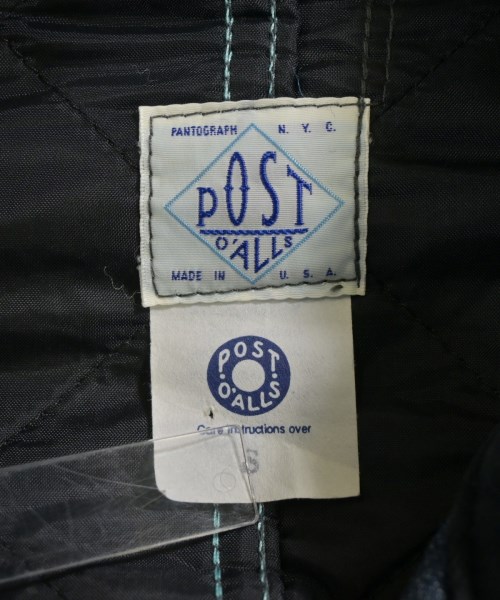 PANTOGRAPH N.Y.C.
POST
O'ALLS
MADE IN U.S.A.
POST
O'ALLS
Care instructions over
S